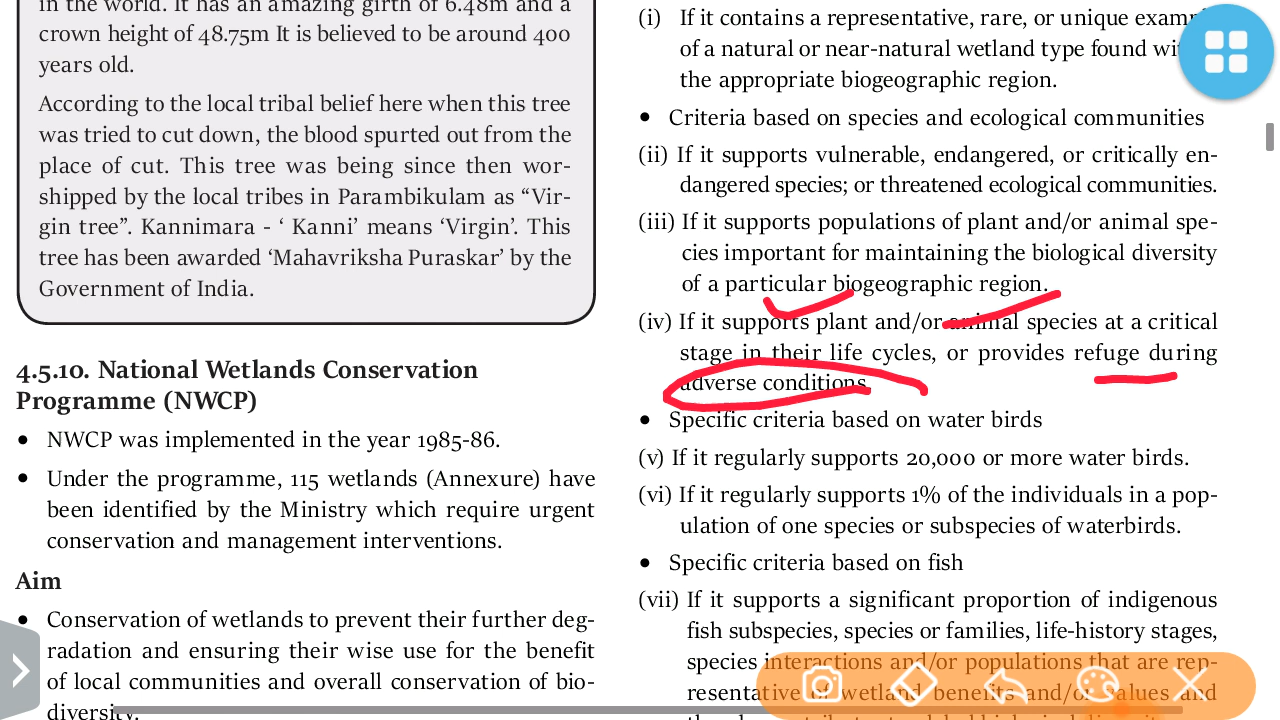 in the world. It has an amazing girth of 6.48m and a
crown height of 48.75m It is believed to be around 400
years old.
According to the local tribal belief here when this tree
was tried to cut down, the blood spurted out from the
place of cut. This tree was being since then wor-
shipped by the local tribes in Parambikulam as “Vir-
gin tree”. Kannimara - ‘ Kanni’ means ‘Virgin’. This
tree has been awarded ‘Mahavriksha Puraskar’ by the
Government of India.
4.5.10. National Wetlands Conservation
Programme (NWCP)
• NWCP was implemented in the year 1985-86.
• Under the programme, 115 wetlands (Annexure) have
been identified by the Ministry which require urgent
conservation and management interventions.
Aim
• Conservation of wetlands to prevent their further deg-
radation and ensuring their wise use for the benefit
of local communities and overall conservation of bio-
diversity.
(i) If it contains a representative, rare, or unique
of a natural or near-natural wetland type found
the appropriate biogeographic region.
• Criteria based on species and ecological communities
(ii) If it supports vulnerable, endangered, or critically en-
dangered species; or threatened ecological communities.
(iii) If it supports populations of plant and/or animal spe-
cies important for maintaining the biological diversity
of a particular biogeographic region.
(iv) If it supports plant and/or animal species at a critical
stage in their life cycles, or provides refuge during
adverse conditions.
• Specific criteria based on water birds
(v) If it regularly supports 20,000 or more water birds.
(vi) If it regularly supports 1% of the individuals in a pop-
ulation of one species or subspecies of waterbirds.
• Specific criteria based on fish
(vii) If it supports a significant proportion of indigenous
fish subspecies, species or families, life-history stages,
species interactions and/or populations that are rep-
resentative of wetland benefits and/or values and